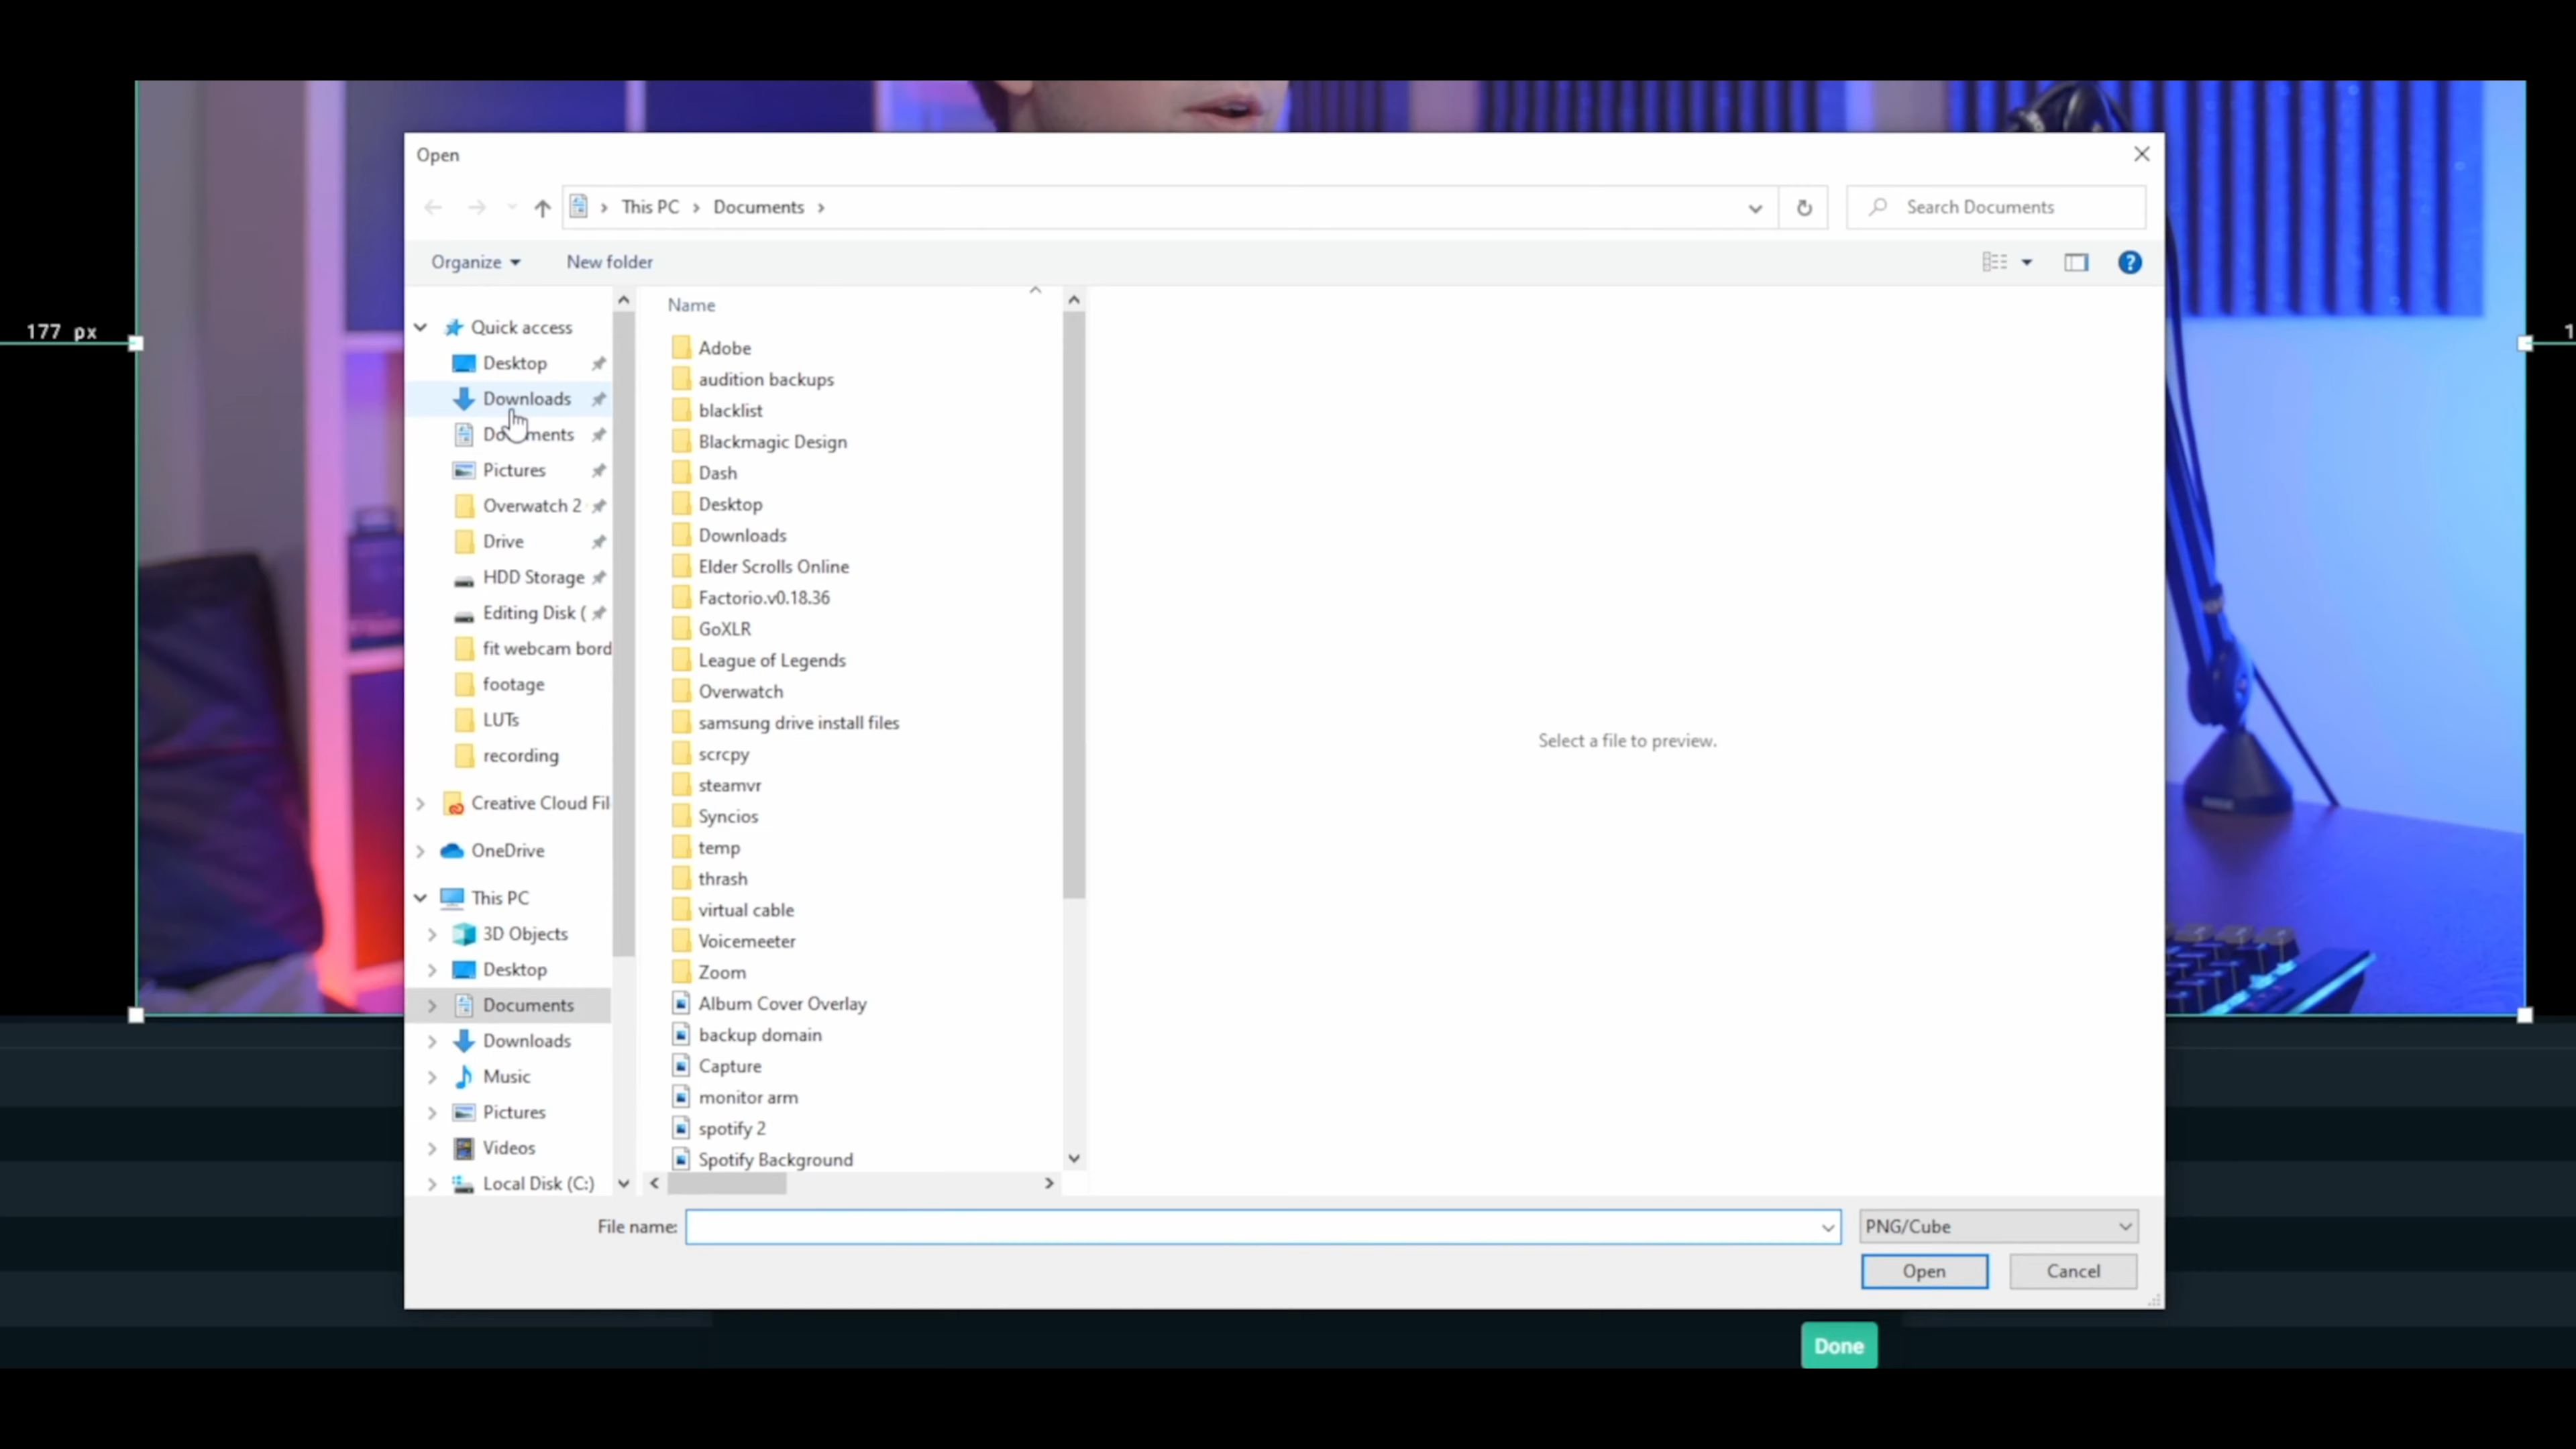 Open
This PC > Documents >
Search Documents
Organize
New folder
?
177 px
1
Quick access
Desktop
Downloads
Documents
Pictures
Overwatch 2
Drive
HDD Storage
Editing Disk (
fit webcam bord
footage
LUTs
recording
Creative Cloud Fil
OneDrive
This PC
3D Objects
Desktop
Documents
Downloads
Music
Pictures
Videos
Local Disk (C:)
Name
Adobe
audition backups
blacklist
Blackmagic Design
Dash
Desktop
Downloads
Elder Scrolls Online
Factorio.v0.18.36
GoXLR
League of Legends
Overwatch
samsung drive install files
scrcpy
steamvr
Syncios
temp
thrash
virtual cable
Voicemeeter
Zoom
Album Cover Overlay
backup domain
Capture
monitor arm
spotify 2
Spotify Background
Select a file to preview.
File name:
PNG/Cube
Open
Cancel
Done